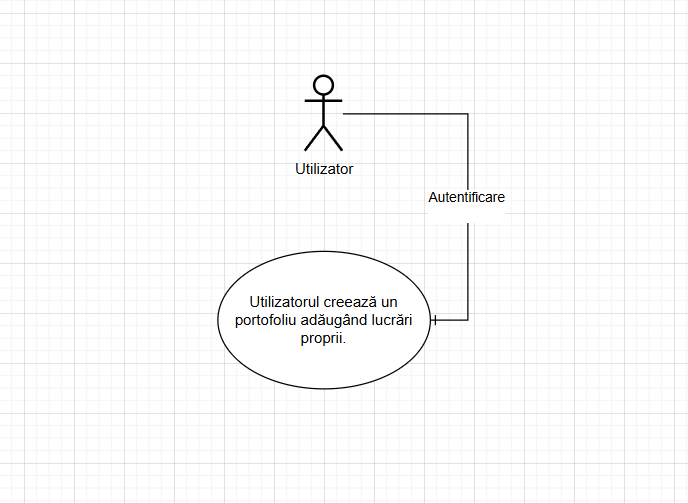 Utilizator
Autentificare
Utilizatorul creează un
portofoliu adăugând lucrări
proprii.